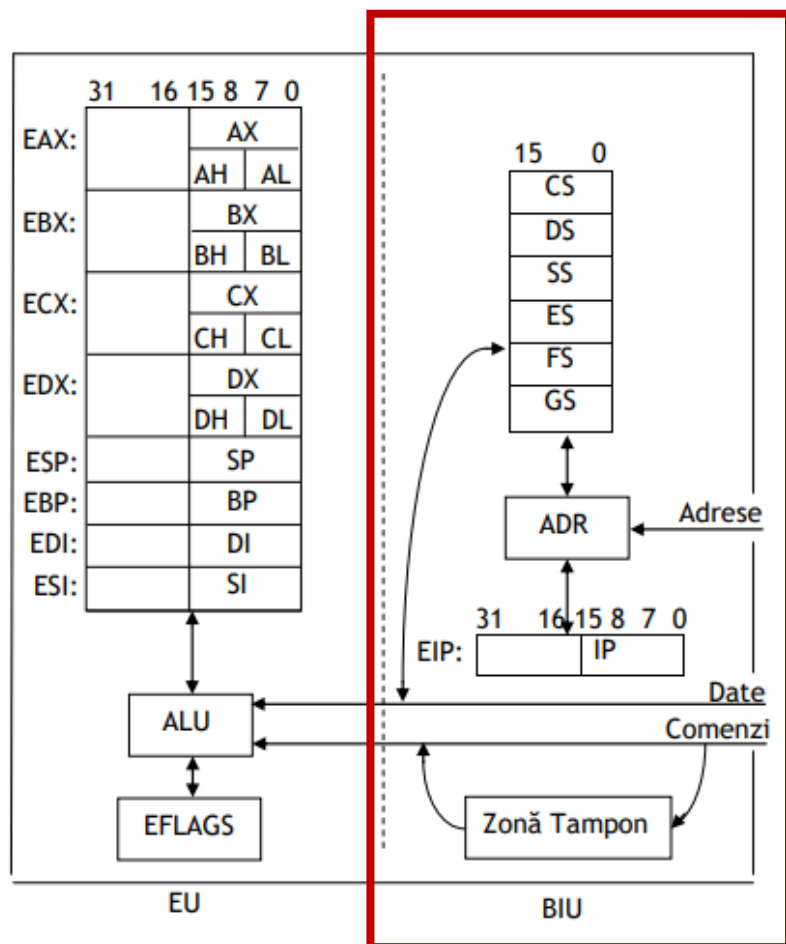 31 16 15 8 7 0
EAX: AX
AH AL
EBX: BX
BH BL
ECX: CX
CH CL
EDX: DX
DH DL
ESP: SP
EBP: BP
EDI: DI
ESI: SI
ALU
EFLAGS
EU
15 0
CS
DS
SS
ES
FS
GS
ADR
Adrese
31 16 15 8 7 0
EIP: IP
Date
Comenzi
Zonă Tampon
BIU